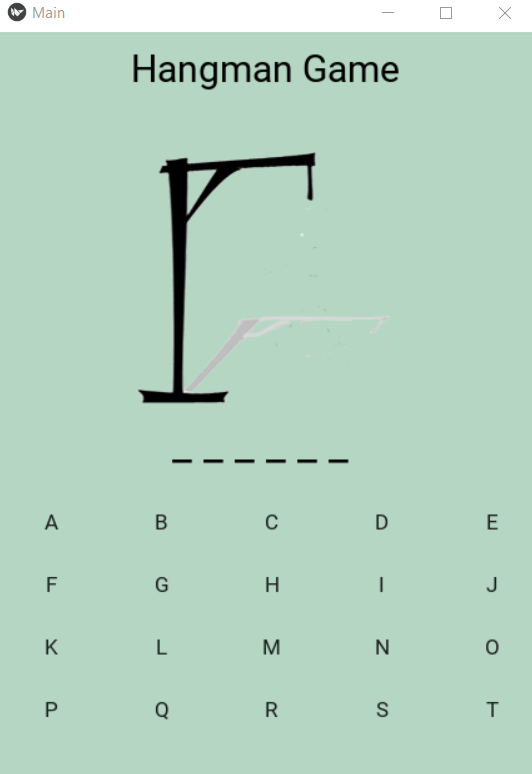 Main
Hangman Game
_ _ _ _ _ _
A B C D E
F G H I J
K L M N O
P Q R S T